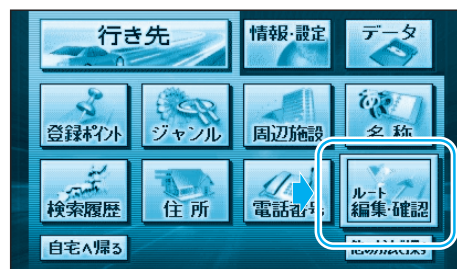 行き先
情報·設定
データ
登録ポイント
ジャンル
周辺施設
名称
検索履歴
住所
電話番号
ルート
編集·確認
自宅へ帰る